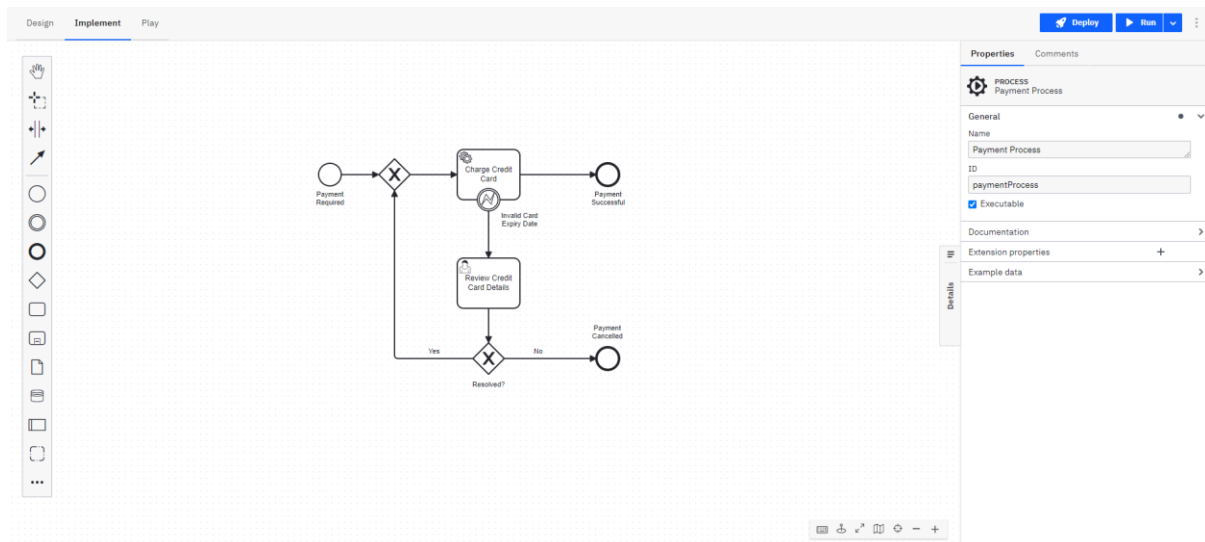 Design Implement Play
Deploy Run
Properties Comments
PROCESS
Payment Process
General
Name
Payment Process
ID
paymentProcess
Executable
Documentation
Extension properties
Example data
Details
Payment
Required
Charge Credit
Card
Payment
Successful
Invalid Card
Expiry Date
Review Credit
Card Details
Payment
Cancelled
Yes
No
Resolved?